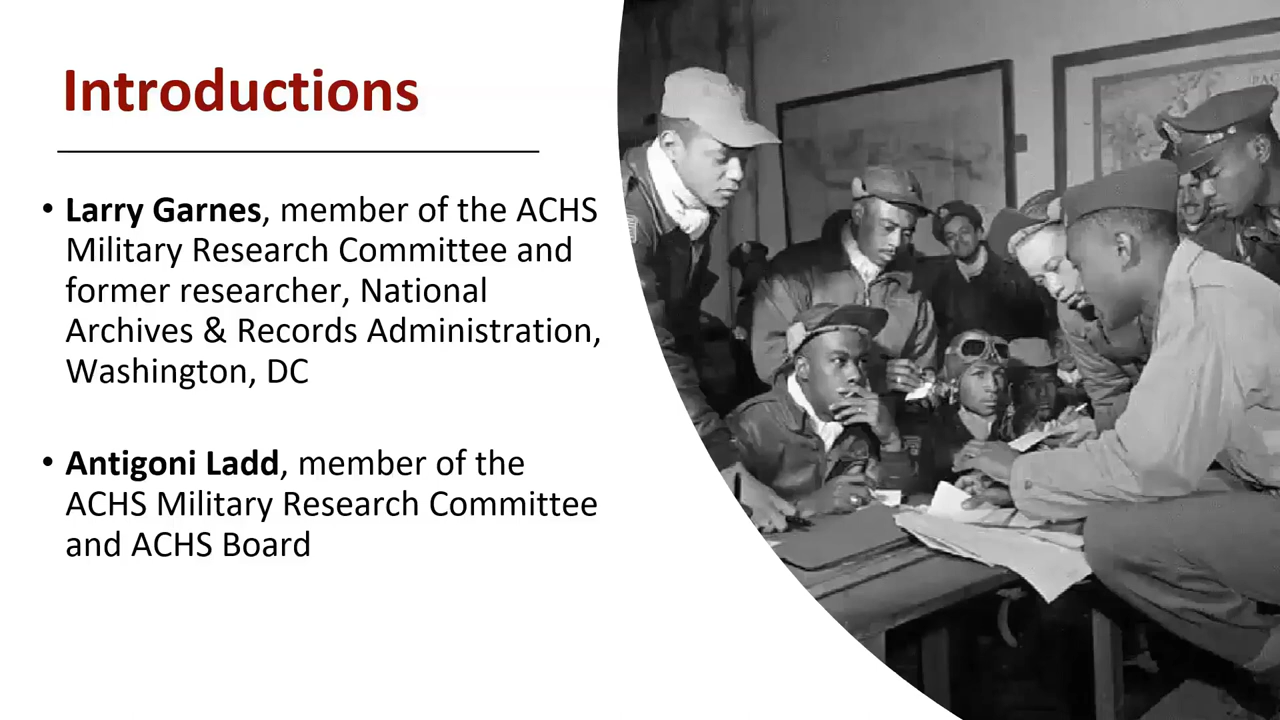 Introductions
• Larry Garnes, member of the ACHS
Military Research Committee and
former researcher, National
Archives & Records Administration,
Washington, DC
• Antigoni Ladd, member of the
ACHS Military Research Committee
and ACHS Board